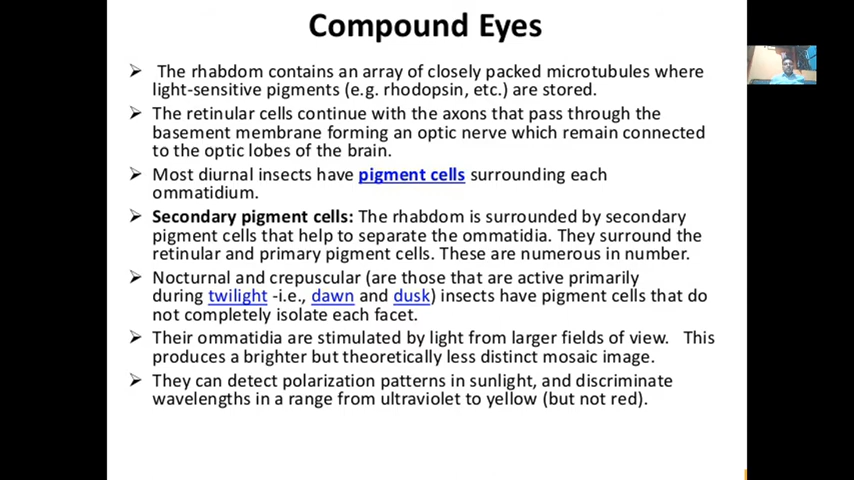 Compound Eyes
➢ The rhabdom contains an array of closely packed microtubules where
light-sensitive pigments (e.g. rhodopsin, etc.) are stored.
➢ The retinular cells continue with the axons that pass through the
basement membrane forming an optic nerve which remain connected
to the optic lobes of the brain.
➢ Most diurnal insects have pigment cells surrounding each
ommatidium.
➢ Secondary pigment cells: The rhabdom is surrounded by secondary
pigment cells that help to separate the ommatidia. They surround the
retinular and primary pigment cells. These are numerous in number.
➢ Nocturnal and crepuscular (are those that are active primarily
during twilight -i.e., dawn and dusk) insects have pigment cells that do
not completely isolate each facet.
➢ Their ommatidia are stimulated by light from larger fields of view. This
produces a brighter but theoretically less distinct mosaic image.
➢ They can detect polarization patterns in sunlight, and discriminate
wavelengths in a range from ultraviolet to yellow (but not red).